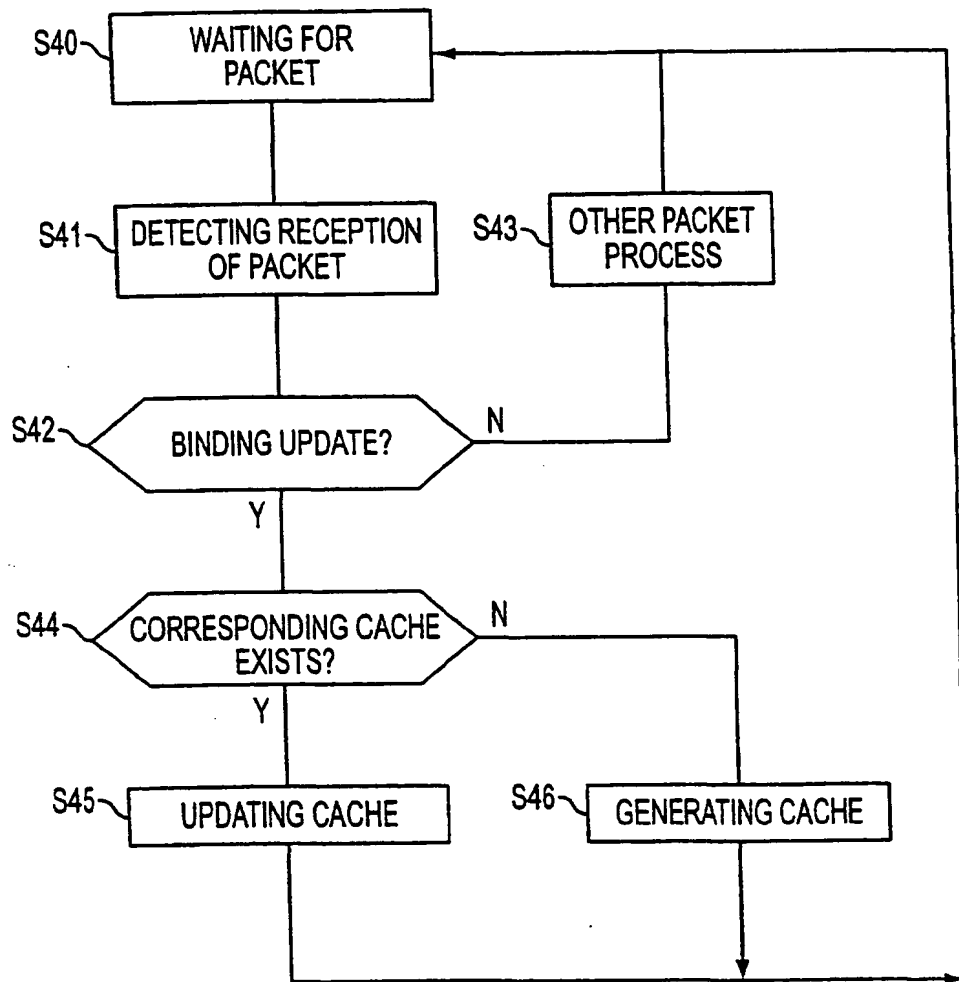 S40
WAITING FOR
PACKET
S41
DETECTING RECEPTION
OF PACKET
S43
OTHER PACKET
PROCESS
S42
BINDING UPDATE?
N
Y
S44
CORRESPONDING CACHE
EXISTS?
N
Y
S45
UPDATING CACHE
S46
GENERATING CACHE